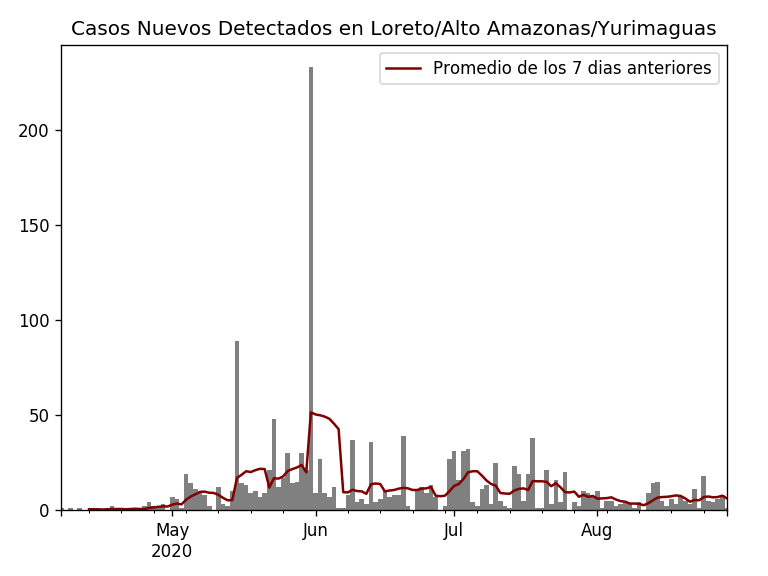 Casos Nuevos Detectados en Loreto/Alto Amazonas/Yurimaguas
Promedio de los 7 dias anteriores
200
150
100
50
0
May Jun Jul Aug
2020